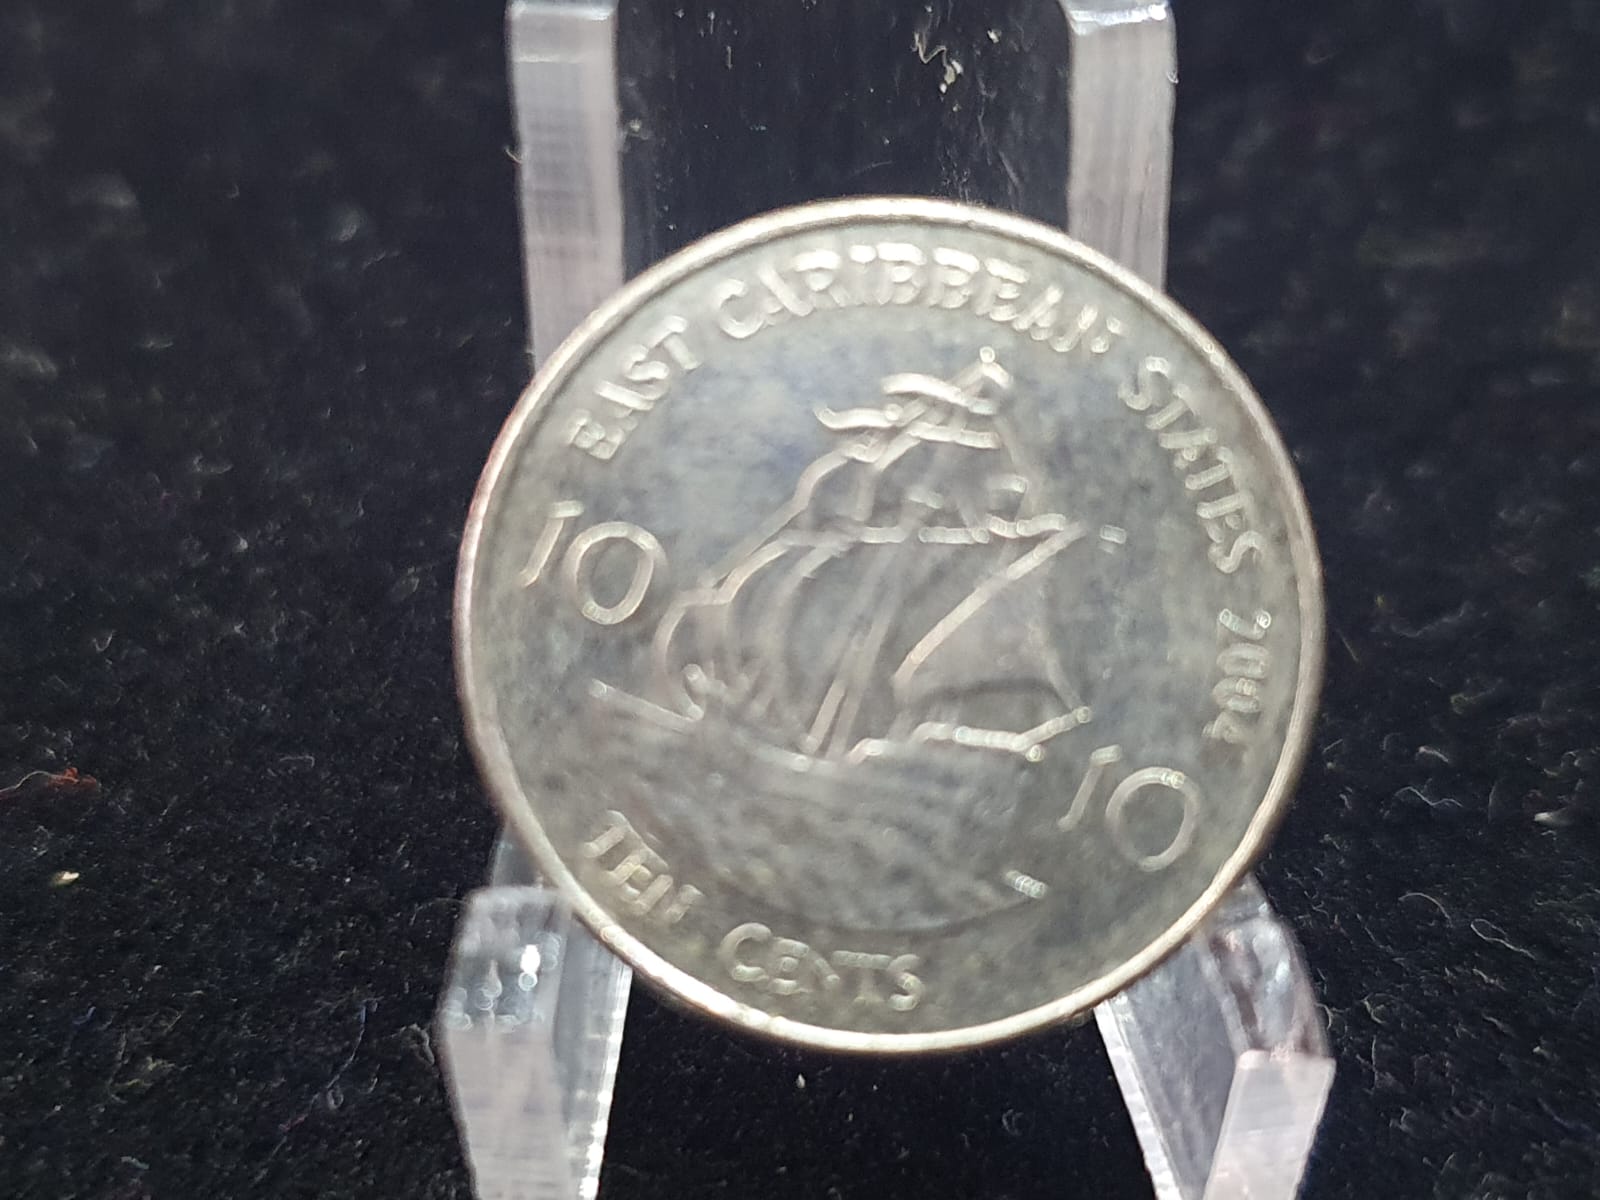 EAST CARIBBEAN STATES 2004
10
10
TEN CENTS